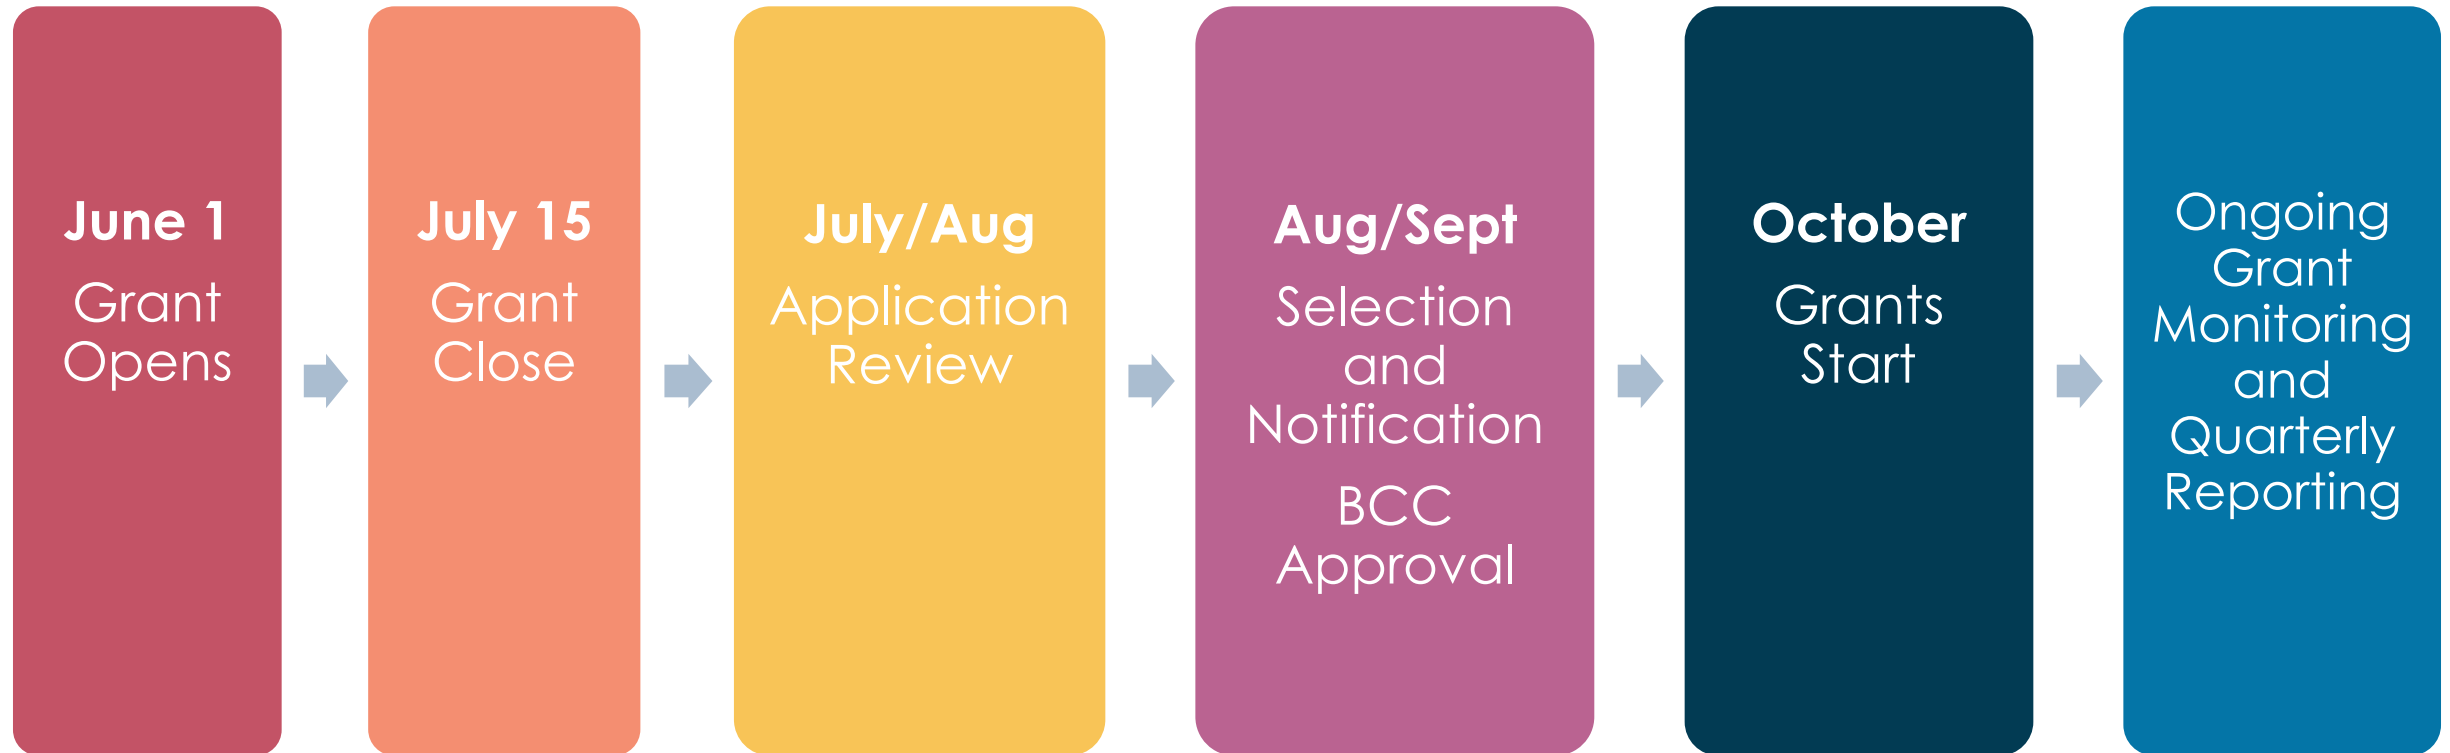 June 1
Grant
Opens
July 15
Grant
Close
July/Aug
Application
Review
Aug/Sept
Selection
and
Notification
BCC
Approval
October
Grants
Start
Ongoing
Grant
Monitoring
and
Quarterly
Reporting